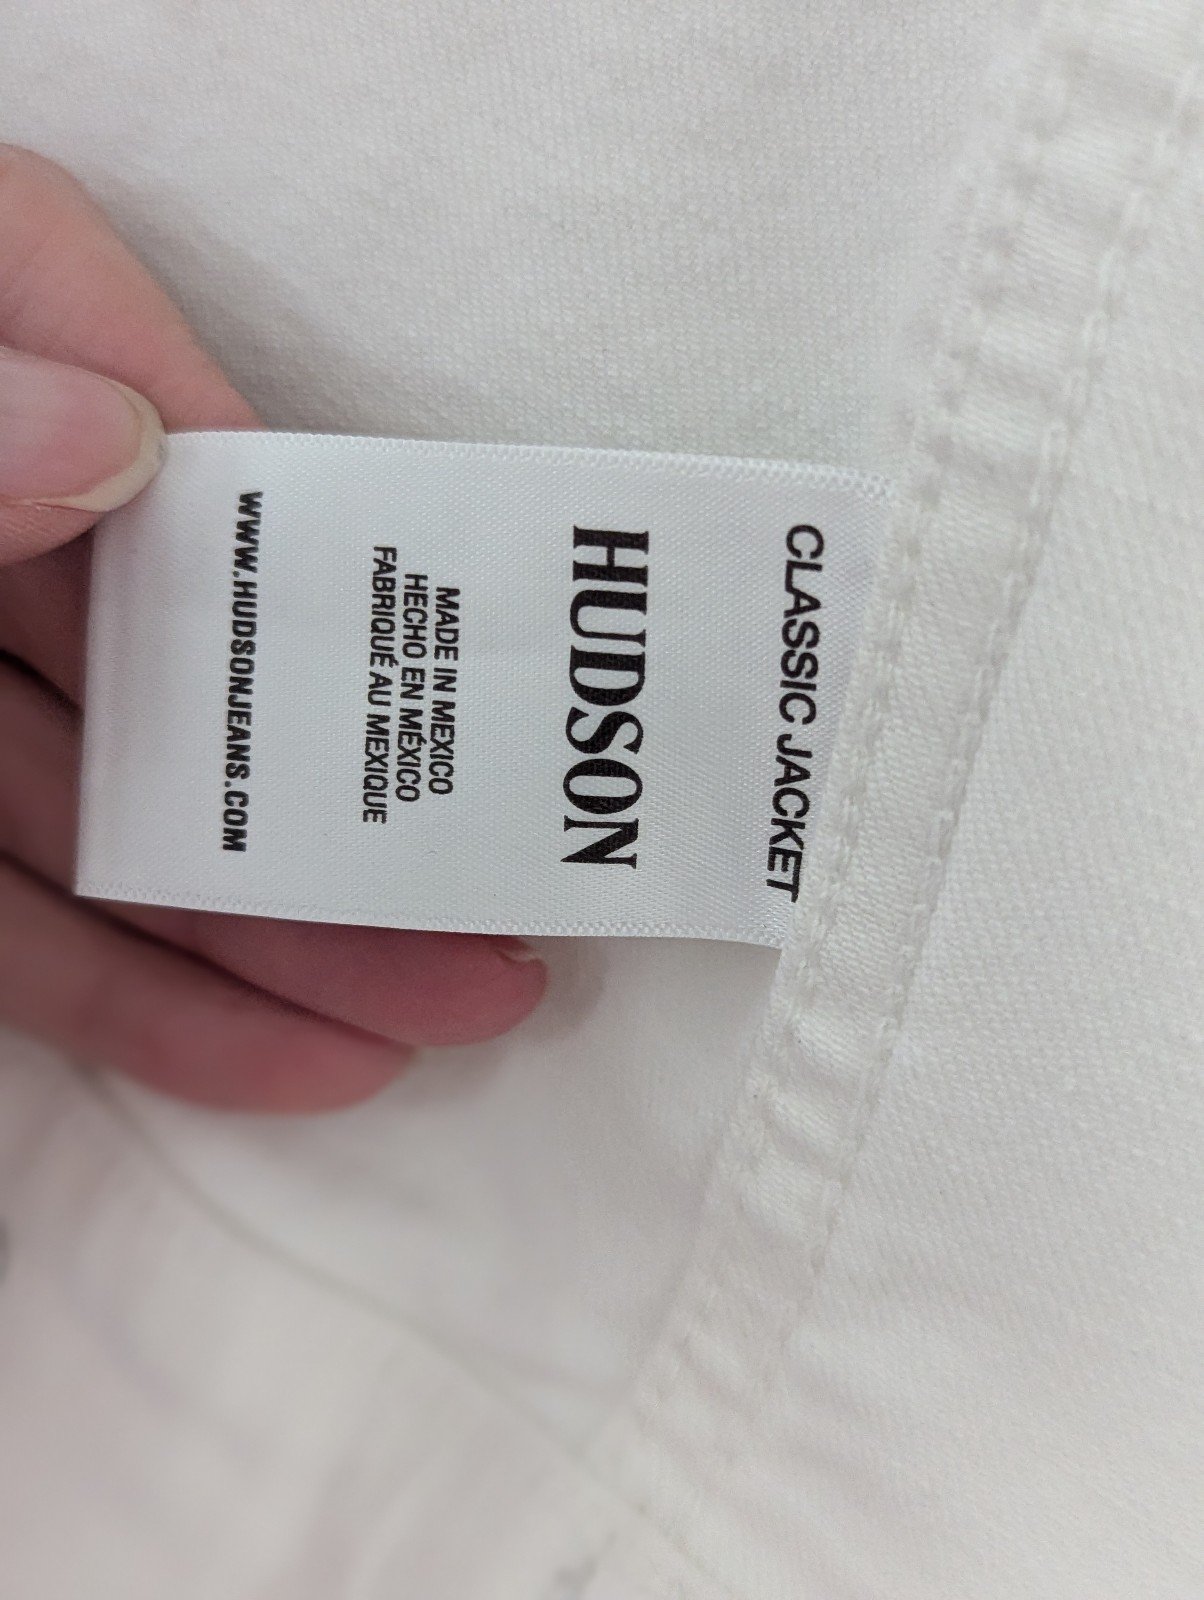 CLASSIC JACKET
HUDSON
MADE IN MEXICO
HECHO EN MÉXICO
FABRIQUÉ AU MEXIQUE
WWW.HUDSONJEANS.COM